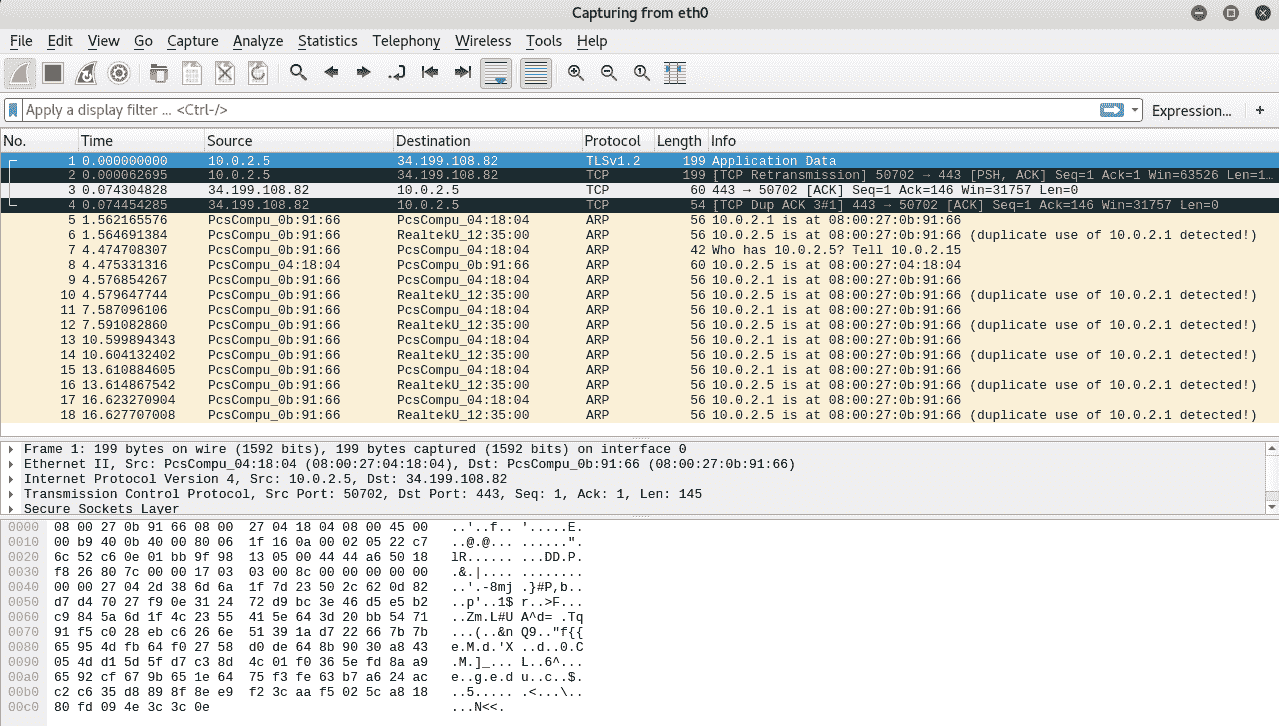 Capturing from eth0
File Edit View Go Capture Analyze Statistics Telephony Wireless Tools Help
Apply a display filter ... <Ctrl-/> Expression... +
No. Time Source Destination Protocol Length Info
1 0.000000000 10.0.2.5 34.199.108.82 TLSv1.2 199 Application Data
2 0.000062695 10.0.2.5 34.199.108.82 TCP 199 [TCP Retransmission] 50702 → 443 [PSH, ACK] Seq=1 Ack=1 Win=63526 Len=1…
3 0.074304828 34.199.108.82 10.0.2.5 TCP 60 443 → 50702 [ACK] Seq=1 Ack=146 Win=31757 Len=0
4 0.074454285 34.199.108.82 10.0.2.5 TCP 54 [TCP Dup ACK 3#1] 443 → 50702 [ACK] Seq=1 Ack=146 Win=31757 Len=0
5 1.562165576 PcsCompu_0b:91:66 PcsCompu_04:18:04 ARP 56 10.0.2.1 is at 08:00:27:0b:91:66
6 1.564691384 PcsCompu_0b:91:66 RealtekU_12:35:00 ARP 56 10.0.2.5 is at 08:00:27:0b:91:66 (duplicate use of 10.0.2.1 detected!)
7 4.474708307 PcsCompu_0b:91:66 PcsCompu_04:18:04 ARP 42 Who has 10.0.2.5? Tell 10.0.2.15
8 4.475331316 PcsCompu_04:18:04 PcsCompu_0b:91:66 ARP 60 10.0.2.5 is at 08:00:27:04:18:04
9 4.576854267 PcsCompu_0b:91:66 PcsCompu_04:18:04 ARP 56 10.0.2.1 is at 08:00:27:0b:91:66
10 4.579647744 PcsCompu_0b:91:66 RealtekU_12:35:00 ARP 56 10.0.2.5 is at 08:00:27:0b:91:66 (duplicate use of 10.0.2.1 detected!)
11 7.587096106 PcsCompu_0b:91:66 PcsCompu_04:18:04 ARP 56 10.0.2.1 is at 08:00:27:0b:91:66
12 7.591082860 PcsCompu_0b:91:66 RealtekU_12:35:00 ARP 56 10.0.2.5 is at 08:00:27:0b:91:66 (duplicate use of 10.0.2.1 detected!)
13 10.599894343 PcsCompu_0b:91:66 PcsCompu_04:18:04 ARP 56 10.0.2.1 is at 08:00:27:0b:91:66
14 10.604132402 PcsCompu_0b:91:66 RealtekU_12:35:00 ARP 56 10.0.2.5 is at 08:00:27:0b:91:66 (duplicate use of 10.0.2.1 detected!)
15 13.610884605 PcsCompu_0b:91:66 PcsCompu_04:18:04 ARP 56 10.0.2.1 is at 08:00:27:0b:91:66
16 13.614867542 PcsCompu_0b:91:66 RealtekU_12:35:00 ARP 56 10.0.2.5 is at 08:00:27:0b:91:66 (duplicate use of 10.0.2.1 detected!)
17 16.623270904 PcsCompu_0b:91:66 PcsCompu_04:18:04 ARP 56 10.0.2.1 is at 08:00:27:0b:91:66
18 16.627707008 PcsCompu_0b:91:66 RealtekU_12:35:00 ARP 56 10.0.2.5 is at 08:00:27:0b:91:66 (duplicate use of 10.0.2.1 detected!)
Frame 1: 199 bytes on wire (1592 bits), 199 bytes captured (1592 bits) on interface 0
Ethernet II, Src: PcsCompu_04:18:04 (08:00:27:04:18:04), Dst: PcsCompu_0b:91:66 (08:00:27:0b:91:66)
Internet Protocol Version 4, Src: 10.0.2.5, Dst: 34.199.108.82
Transmission Control Protocol, Src Port: 50702, Dst Port: 443, Seq: 1, Ack: 1, Len: 145
Secure Sockets Layer
0000 08 00 27 0b 91 66 08 00 27 04 18 04 08 00 45 00 ..'..f.. '.....E.
0010 00 b9 40 0b 40 00 80 06 1f 16 0a 00 02 05 22 c7 ..@.@... ......".
0020 6c 52 c6 0e 01 bb 9f 98 13 05 00 44 44 a6 50 18 lR...... ...DD.P.
0030 f8 26 80 7c 00 00 17 03 03 00 8c 00 00 00 00 00 .&.|.... ........
0040 00 00 27 04 2d 38 6d 6a 1f 7d 23 50 2c 62 0d 82 ..'.-8mj .}#P,b..
0050 d7 d4 70 27 f9 0e 31 24 72 d9 bc 3e 46 d5 e5 b2 ..p'..1$ r..>F...
0060 c9 84 5a 6d 1f 4c 23 55 41 5e 64 3d 20 bb 54 71 ..Zm.L#U A^d= .Tq
0070 91 f5 c0 28 eb c6 26 6e 51 39 1a d7 22 66 7b 7b ...(..&n Q9.."f{{
0080 65 95 4d fb 64 f0 27 58 d0 de 64 8b 90 30 a8 43 e.M.d.'X ..d..0.C
0090 05 4d d1 5d 5f d7 c3 8d 4c 01 f0 36 5e fd 8a a9 .M.]_... L..6^...
00a0 65 92 cf 67 9b 65 1e 64 75 f3 fe 63 b7 a6 24 ac e..g.e.d u..c..$.
00b0 c2 c6 35 d8 89 8f 8e e9 f2 3c aa f5 02 5c a8 18 ..5..... .<...\..
00c0 80 fd 09 4e 3c 3c 0e ...N<<.